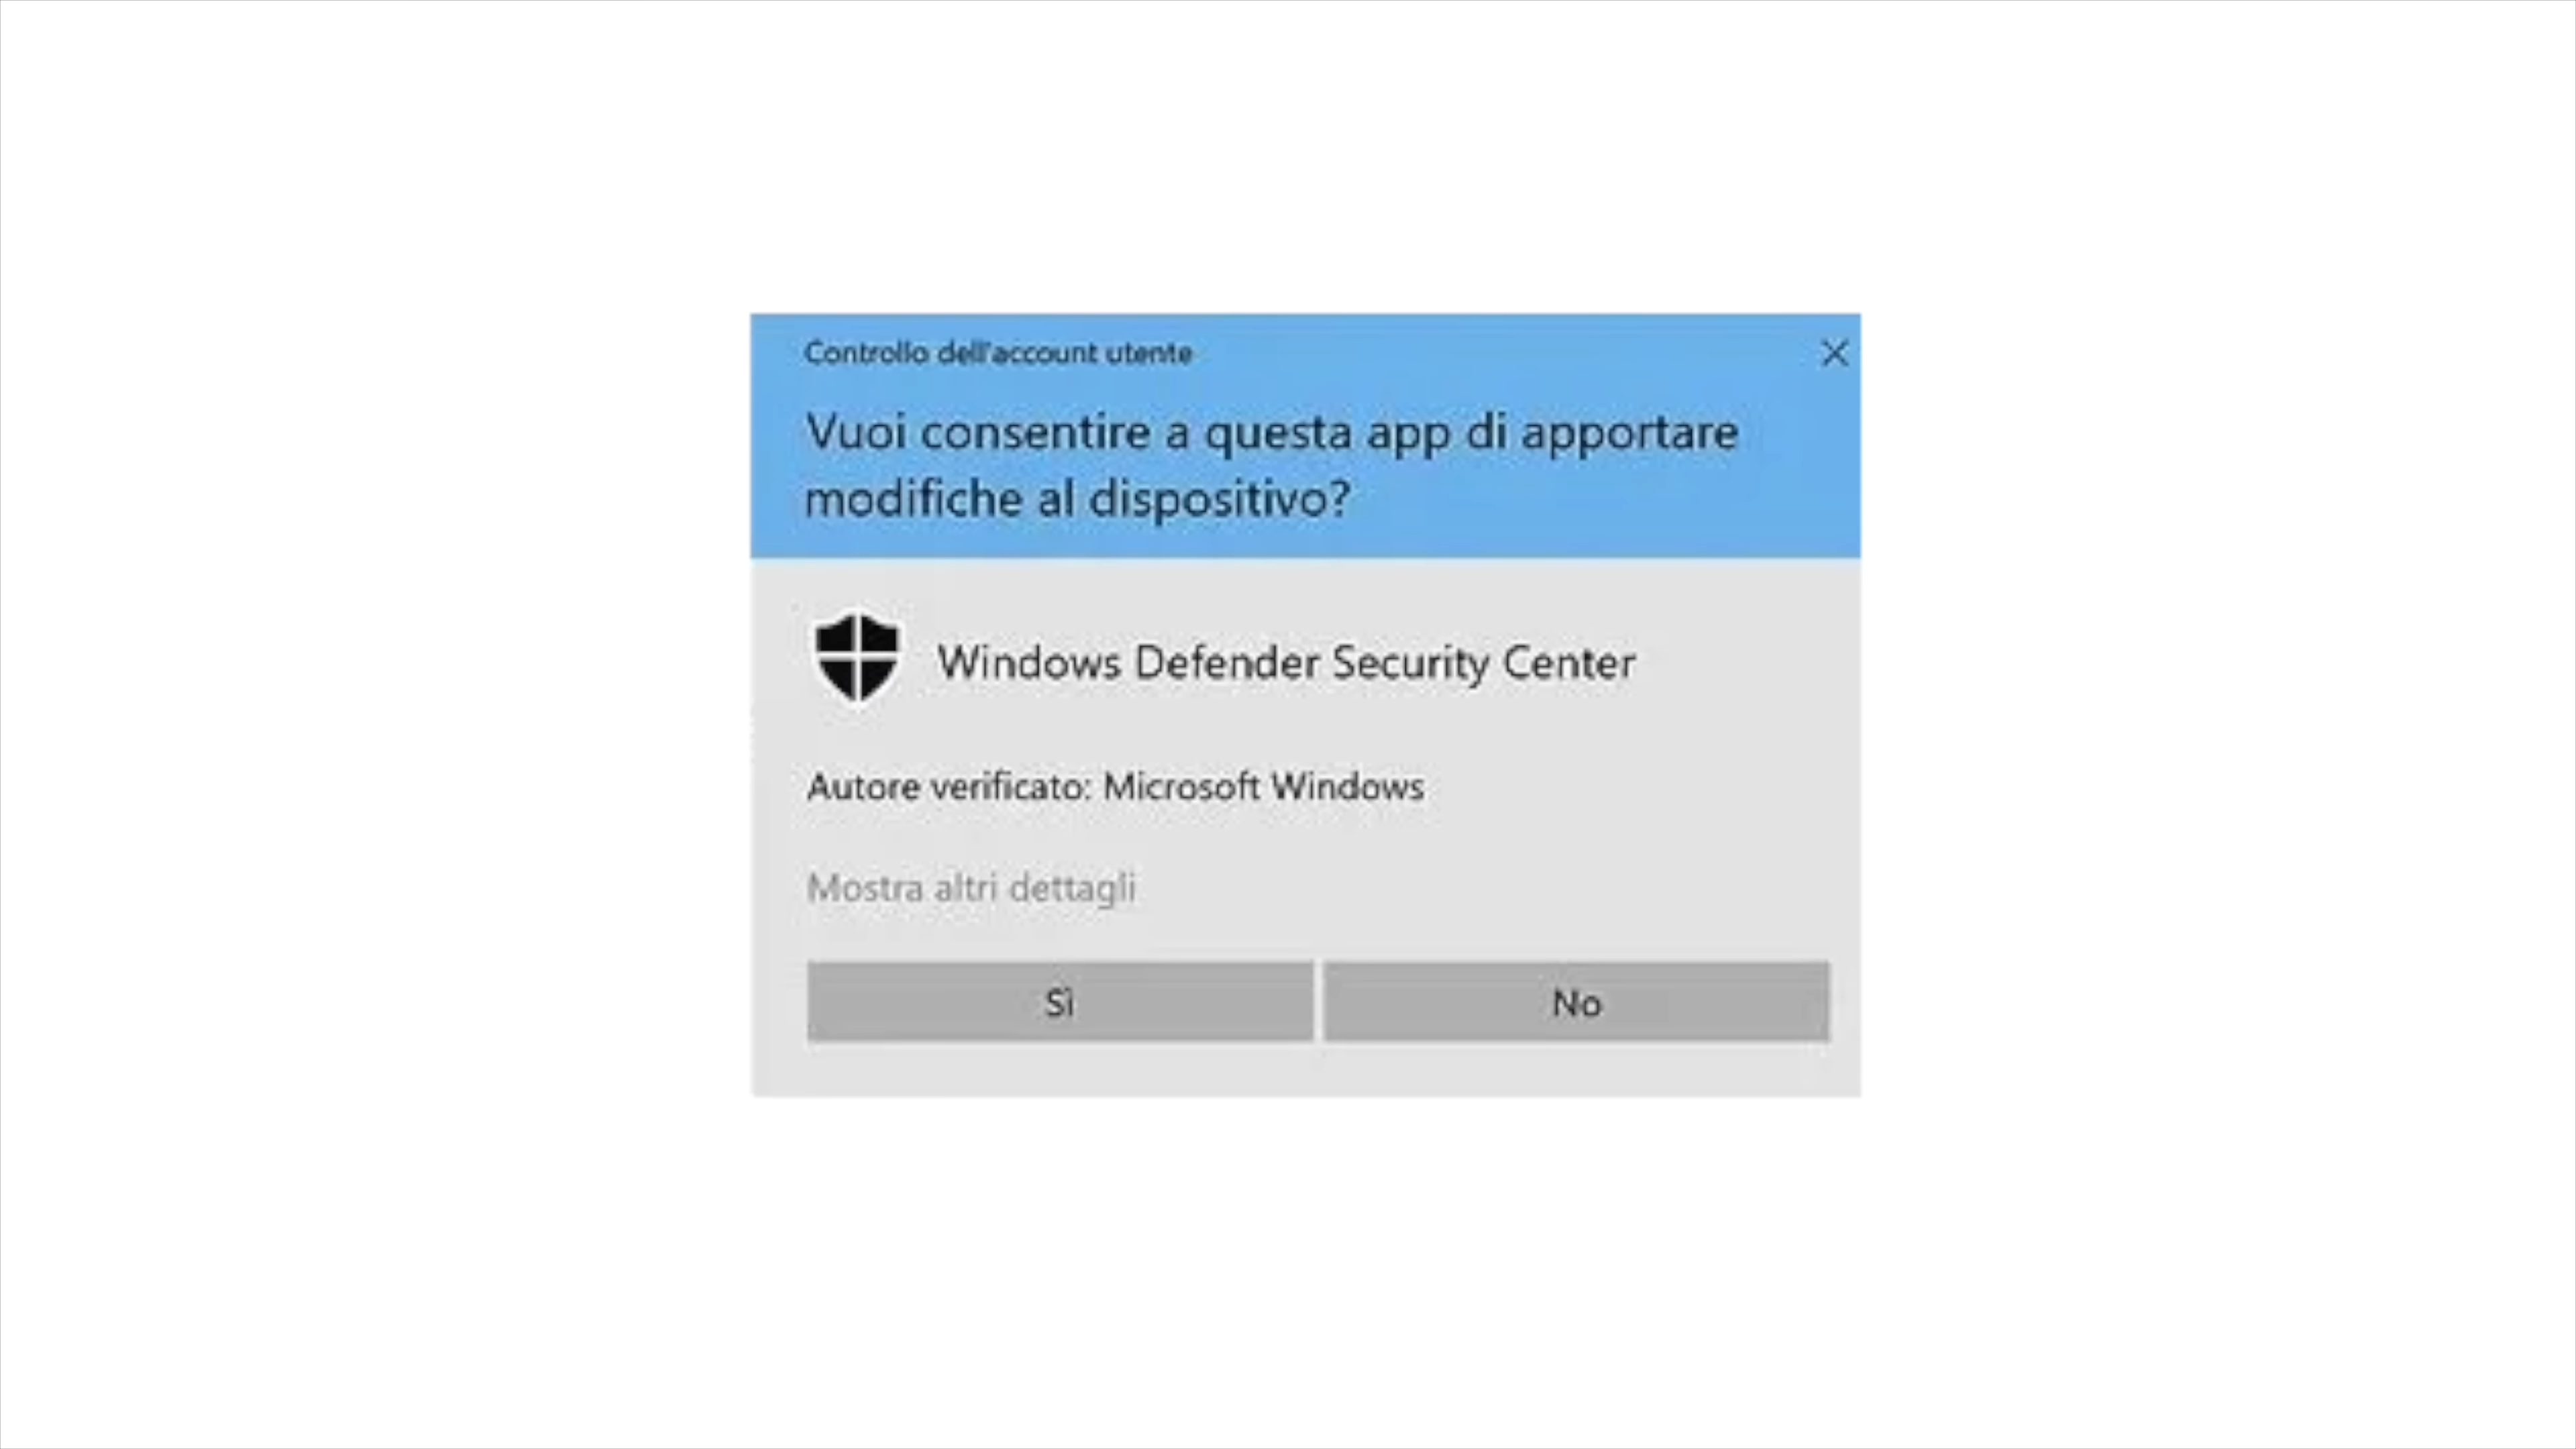 Controllo dell'account utente
Vuoi consentire a questa app di apportare
modifiche al dispositivo?
Windows Defender Security Center
Autore verificato: Microsoft Windows
Mostra altri dettagli
Sì
No